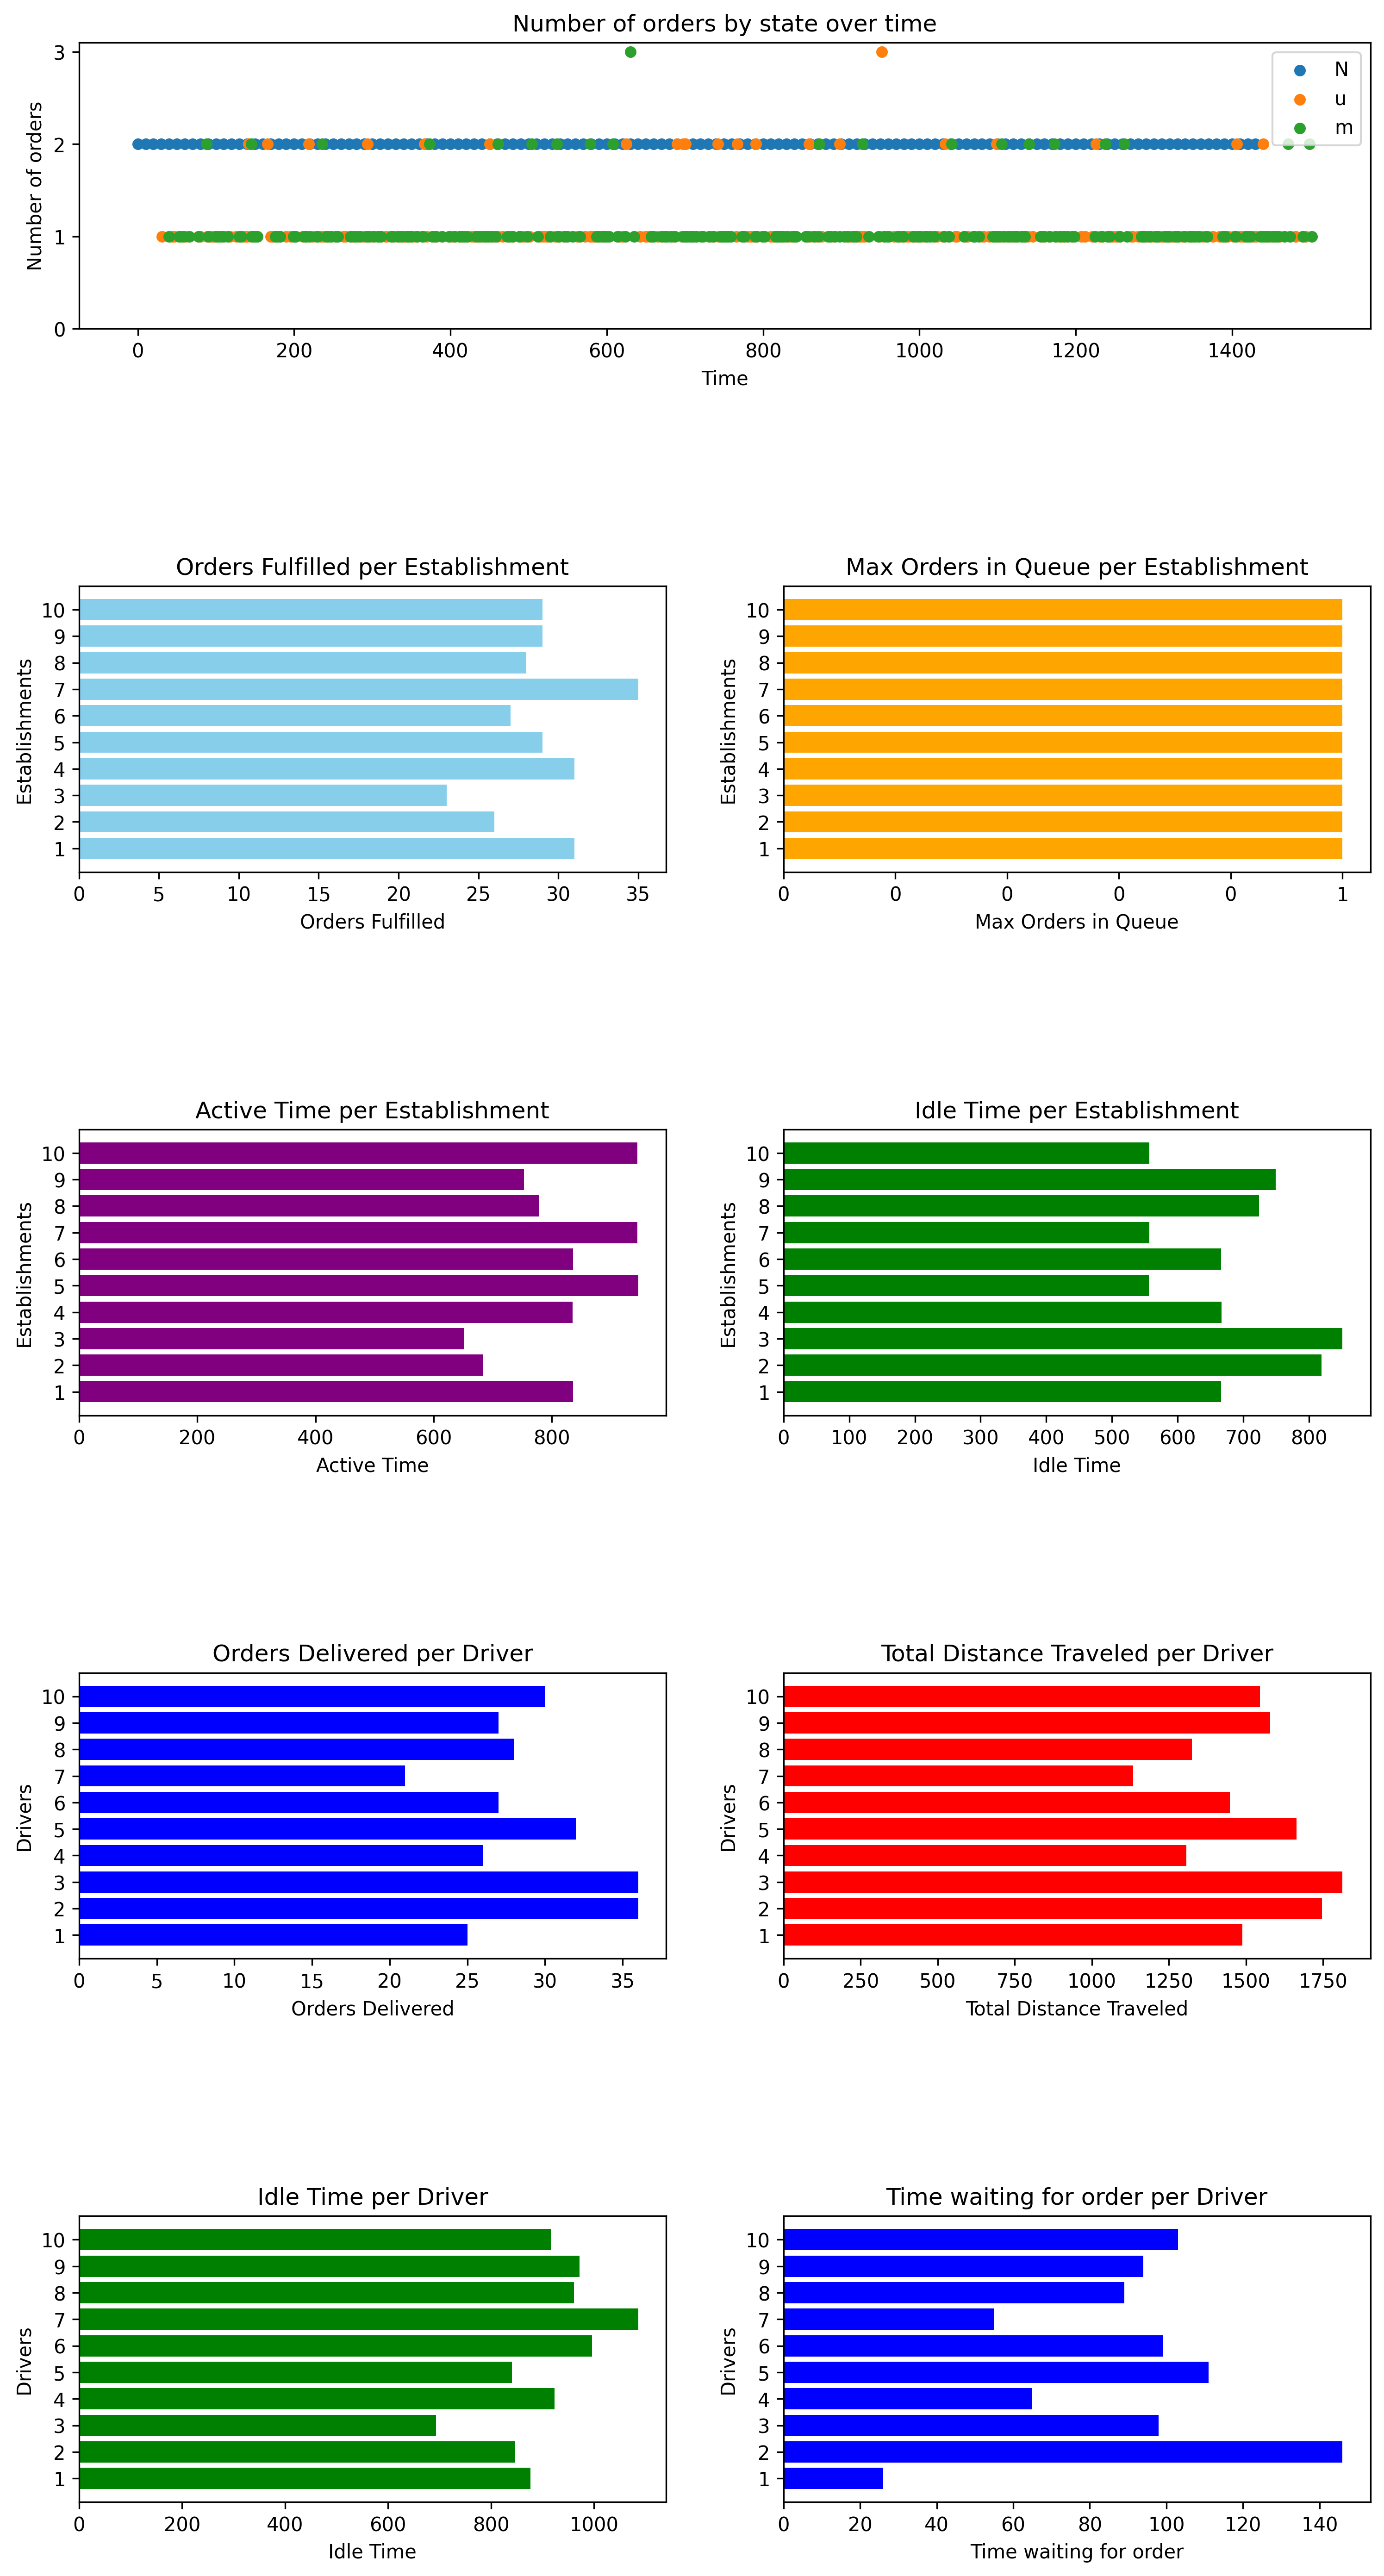 Number of orders by state over time
Number of orders
3
2
1
0
N
u
m
0 200 400 600 800 1000 1200 1400
Time
Orders Fulfilled per Establishment
Establishments
10
9
8
7
6
5
4
3
2
1
0 5 10 15 20 25 30 35
Orders Fulfilled
Max Orders in Queue per Establishment
Establishments
10
9
8
7
6
5
4
3
2
1
0 0 0 0 0 1
Max Orders in Queue
Active Time per Establishment
Establishments
10
9
8
7
6
5
4
3
2
1
0 200 400 600 800
Active Time
Idle Time per Establishment
Establishments
10
9
8
7
6
5
4
3
2
1
0 100 200 300 400 500 600 700 800
Idle Time
Orders Delivered per Driver
Drivers
10
9
8
7
6
5
4
3
2
1
0 5 10 15 20 25 30 35
Orders Delivered
Total Distance Traveled per Driver
Drivers
10
9
8
7
6
5
4
3
2
1
0 250 500 750 1000 1250 1500 1750
Total Distance Traveled
Idle Time per Driver
Drivers
10
9
8
7
6
5
4
3
2
1
0 200 400 600 800 1000
Idle Time
Time waiting for order per Driver
Drivers
10
9
8
7
6
5
4
3
2
1
0 20 40 60 80 100 120 140
Time waiting for order